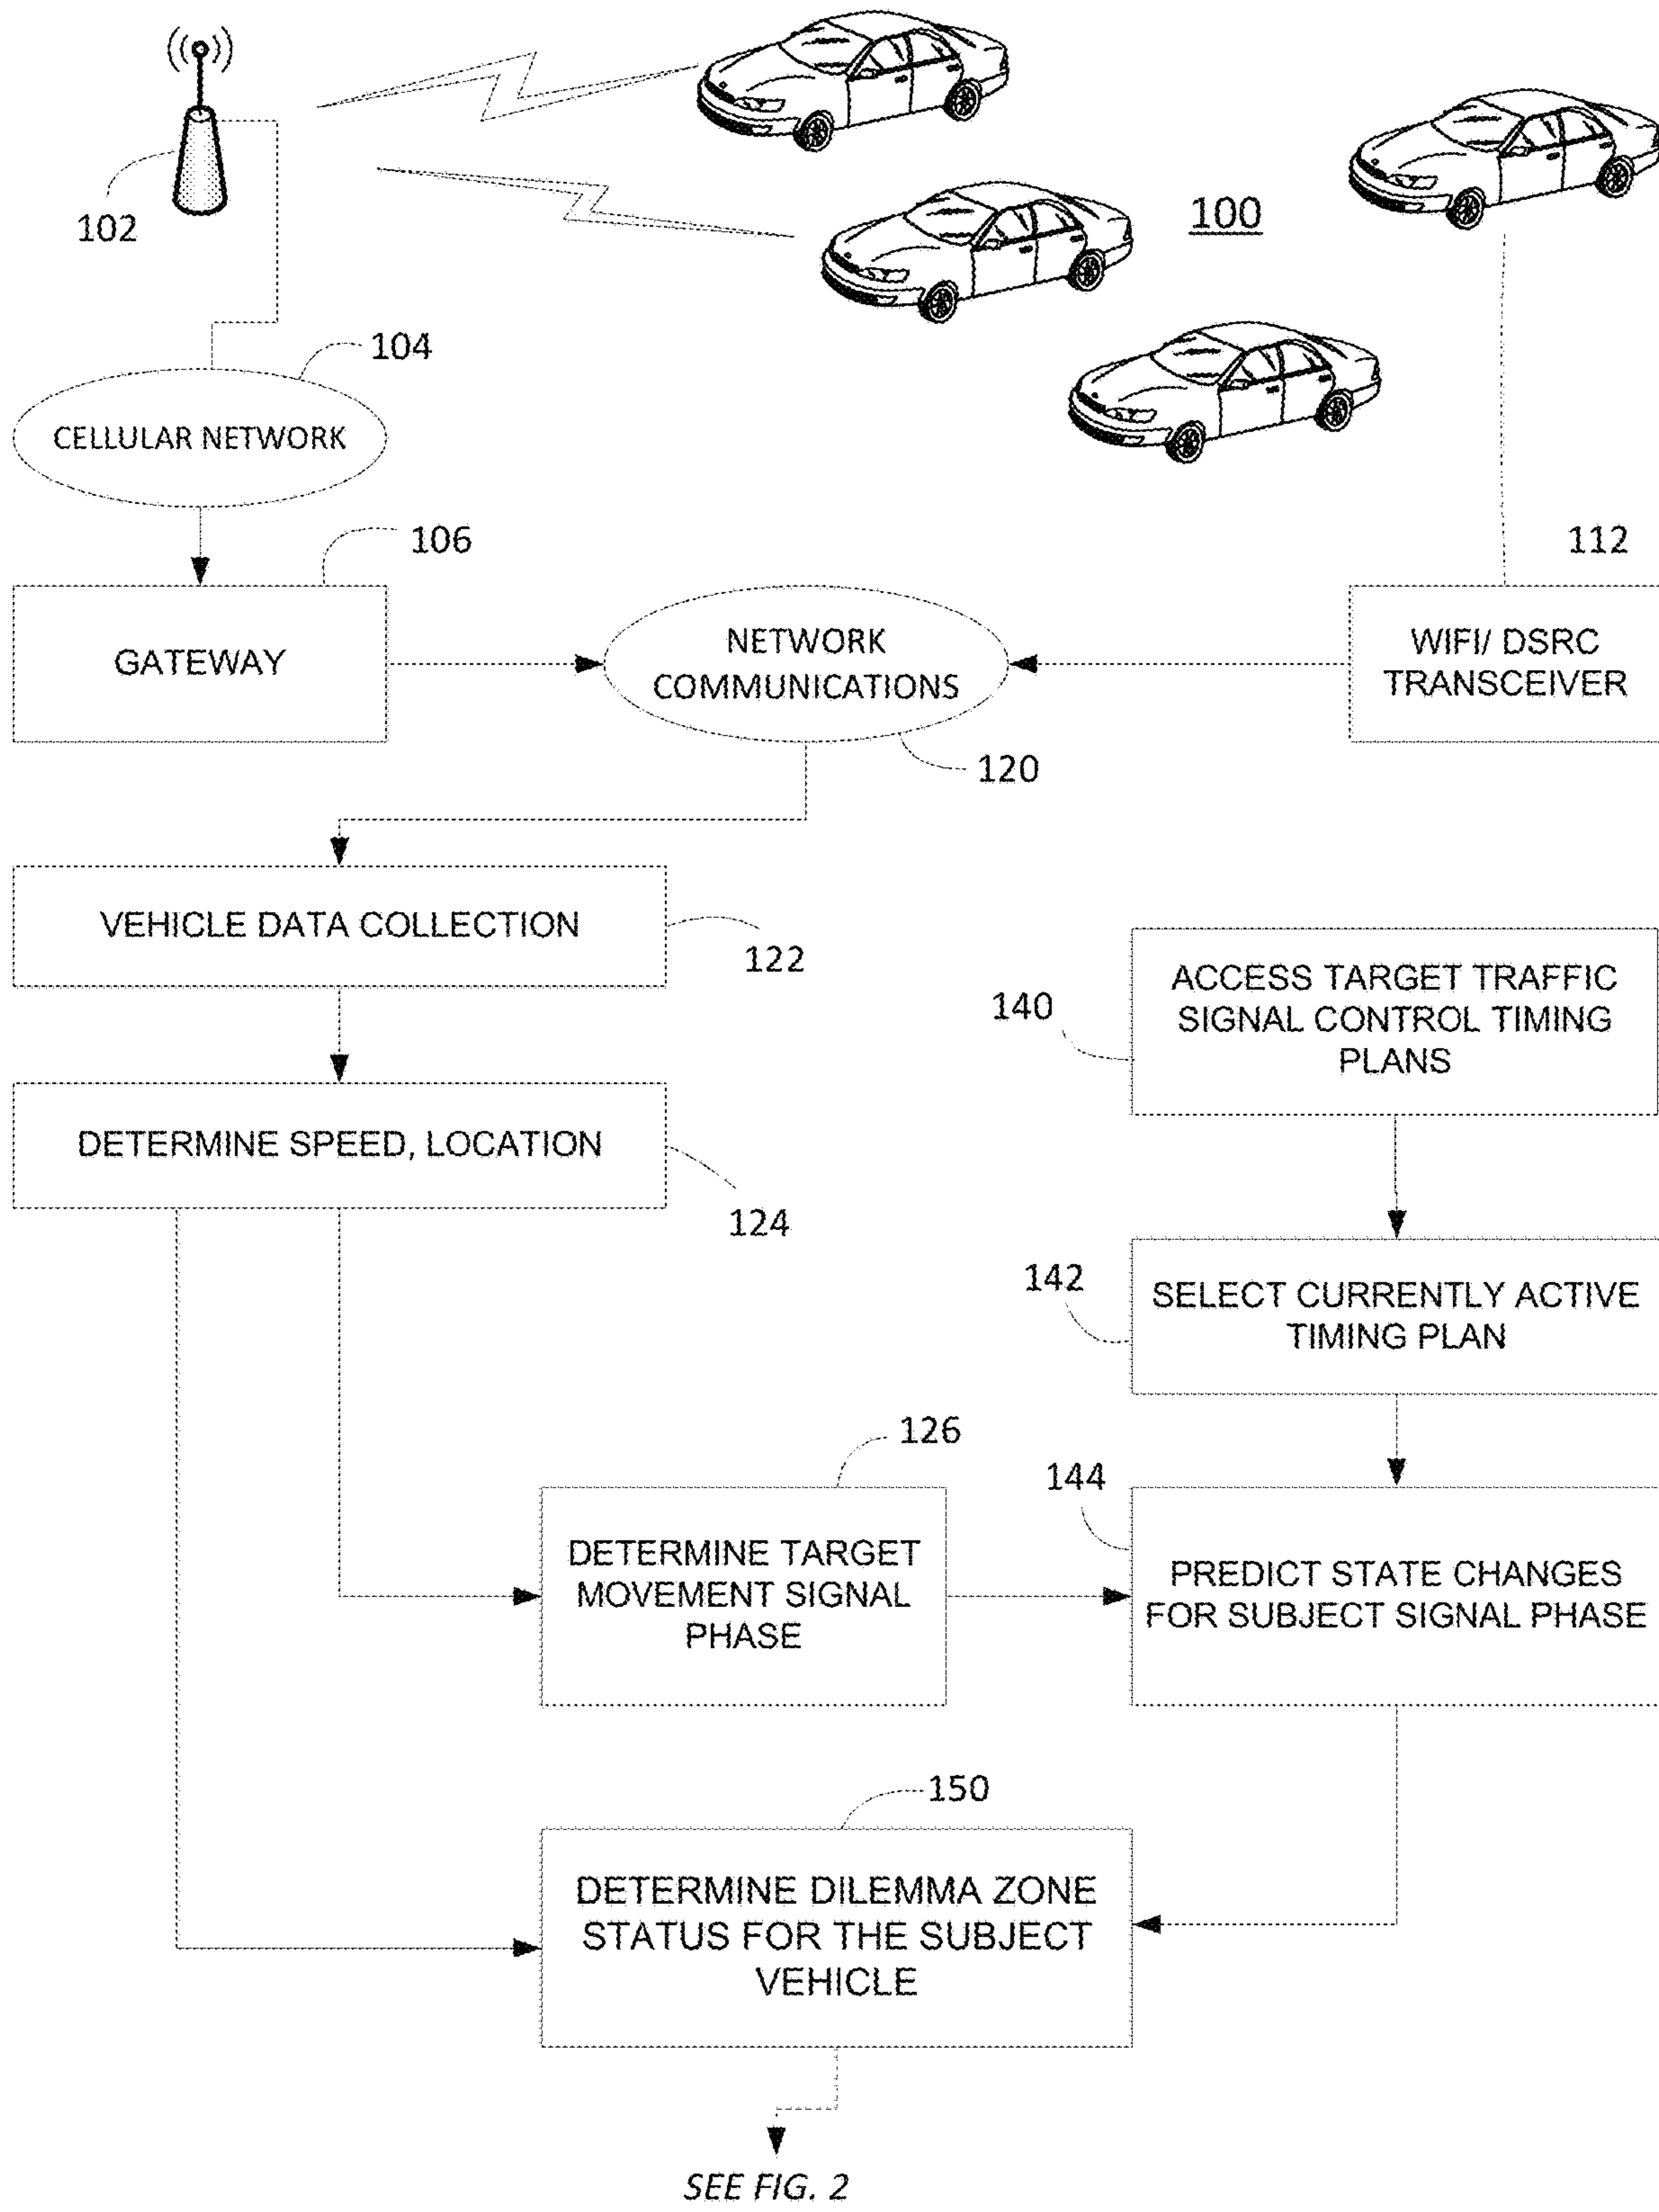 102
100
104
CELLULAR NETWORK
106
112
GATEWAY
NETWORK
COMMUNICATIONS
WIFI/ DSRC
TRANSCEIVER
120
VEHICLE DATA COLLECTION
122
ACCESS TARGET TRAFFIC
SIGNAL CONTROL TIMING
PLANS
140
DETERMINE SPEED, LOCATION
124
142
SELECT CURRENTLY ACTIVE
TIMING PLAN
126
144
DETERMINE TARGET
MOVEMENT SIGNAL
PHASE
PREDICT STATE CHANGES
FOR SUBJECT SIGNAL PHASE
150
DETERMINE DILEMMA ZONE
STATUS FOR THE SUBJECT
VEHICLE
SEE FIG. 2